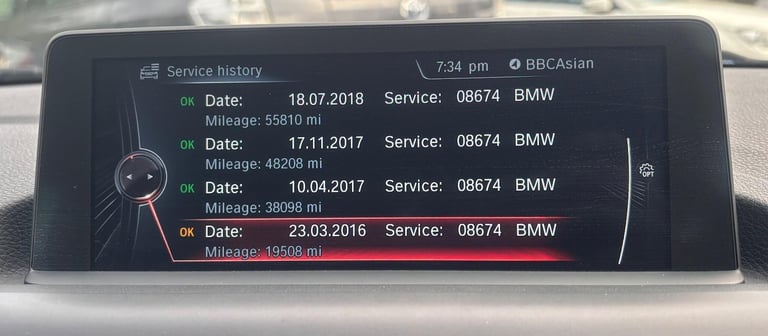 Service history 7:34 pm BBCAsian
OK Date: 18.07.2018 Service: 08674 BMW
Mileage: 55810 mi
OK Date: 17.11.2017 Service: 08674 BMW
Mileage: 48208 mi
OK Date: 10.04.2017 Service: 08674 BMW
Mileage: 38098 mi
OK Date: 23.03.2016 Service: 08674 BMW
Mileage: 19508 mi
OPT